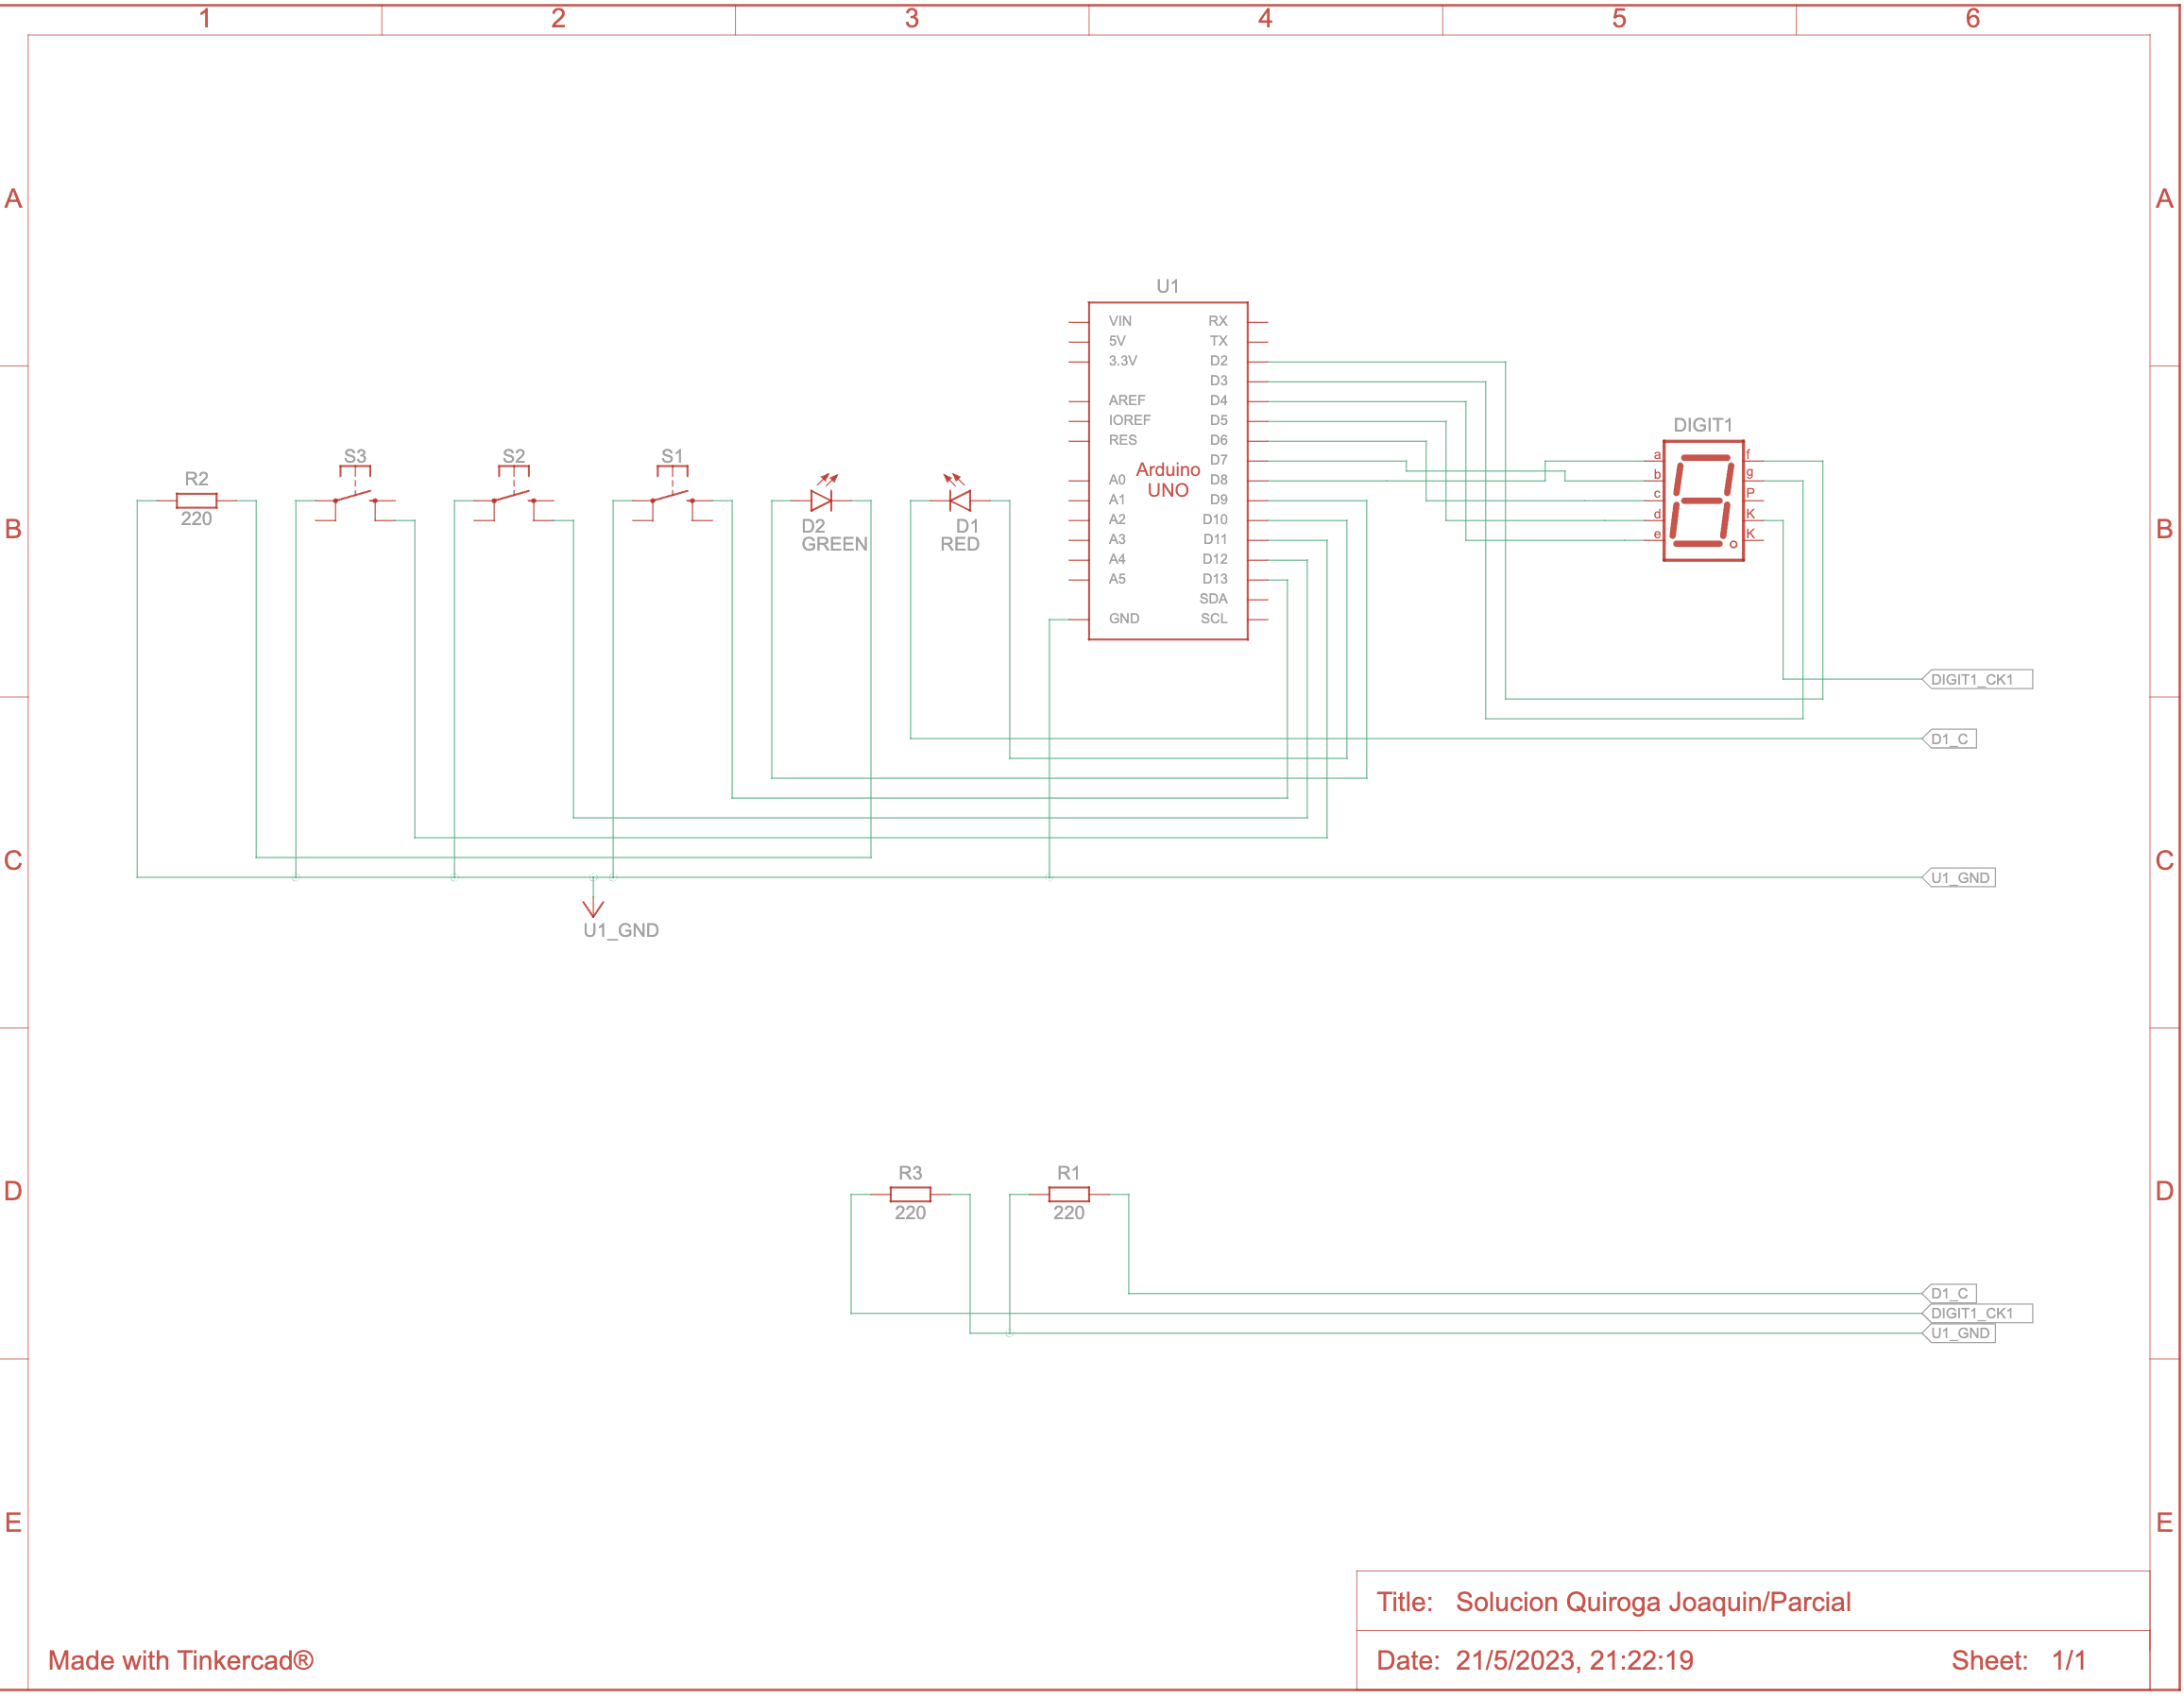 1 2 3 4 5 6
A A
U1
VIN RX
5V TX
3.3V D2
D3
AREF D4
IOREF D5
RES D6
D7
A0 D8
A1 D9
A2 D10
A3 D11
A4 D12
A5 D13
SDA
GND SCL
Arduino
UNO
DIGIT1
a f
b g
c P
d K
e K
R2
220
S3
S2
S1
D2
GREEN
D1
RED
B B
DIGIT1_CK1
D1_C
C C
U1_GND
U1_GND
R3
220
R1
220
D D
D1_C
DIGIT1_CK1
U1_GND
E E
Title: Solucion Quiroga Joaquin/Parcial
Made with Tinkercad®
Date: 21/5/2023, 21:22:19 Sheet: 1/1